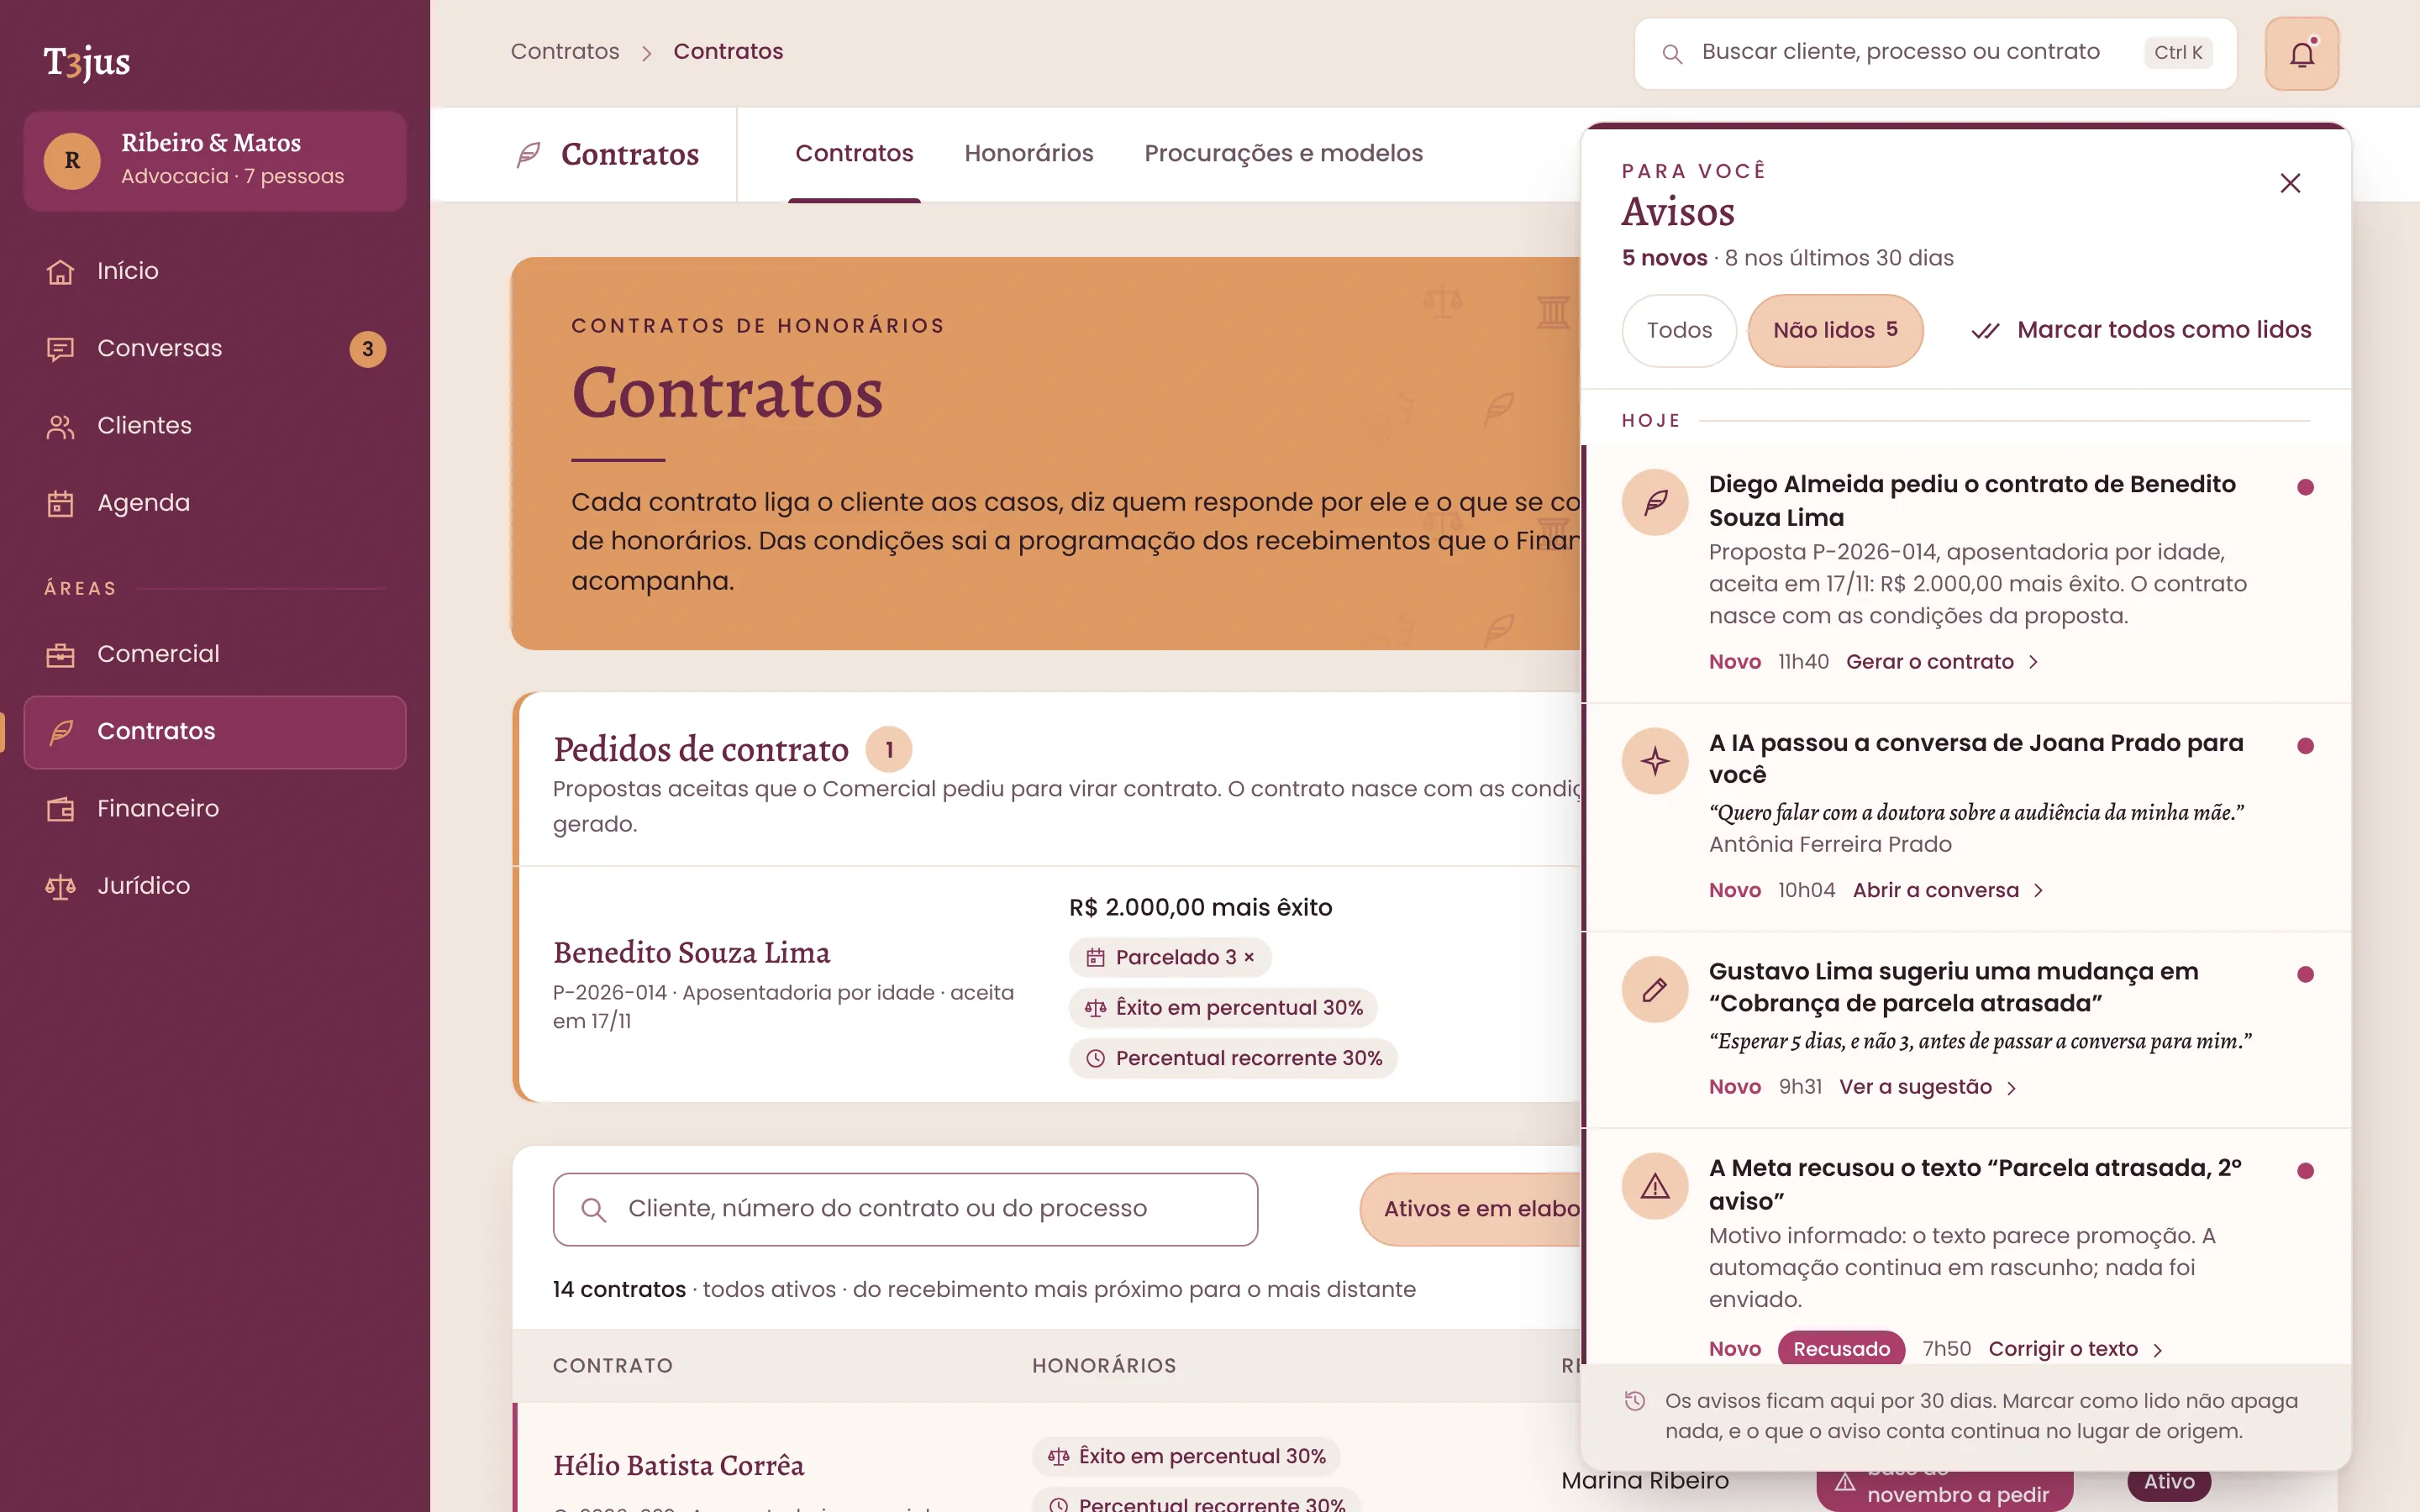 T3jus
R
Ribeiro & Matos
Advocacia · 7 pessoas
Início
Conversas
3
Clientes
Agenda
ÁREAS
Comercial
Contratos
Financeiro
Jurídico
Contratos > Contratos
Buscar cliente, processo ou contrato
Ctrl K
Contratos
Contratos
Honorários
Procurações e modelos
CONTRATOS DE HONORÁRIOS
Contratos
Cada contrato liga o cliente aos casos, diz quem responde por ele e o que se co
de honorários. Das condições sai a programação dos recebimentos que o Finan
acompanha.
Pedidos de contrato 1
Propostas aceitas que o Comercial pediu para virar contrato. O contrato nasce com as condiç
gerado.
Benedito Souza Lima
P-2026-014 · Aposentadoria por idade · aceita
em 17/11
R$ 2.000,00 mais êxito
Parcelado 3 ×
Êxito em percentual 30%
Percentual recorrente 30%
Cliente, número do contrato ou do processo
Ativos e em elabo
14 contratos · todos ativos · do recebimento mais próximo para o mais distante
CONTRATO
HONORÁRIOS
Hélio Batista Corrêa
Êxito em percentual 30%
Percentual recorrente 30%
Marina Ribeiro
novembro a pedir
Ativo
PARA VOCÊ
Avisos
5 novos · 8 nos últimos 30 dias
Todos
Não lidos 5
Marcar todos como lidos
HOJE
Diego Almeida pediu o contrato de Benedito
Souza Lima
Proposta P-2026-014, aposentadoria por idade,
aceita em 17/11: R$ 2.000,00 mais êxito. O contrato
nasce com as condições da proposta.
Novo 11h40 Gerar o contrato >
A IA passou a conversa de Joana Prado para
você
“Quero falar com a doutora sobre a audiência da minha mãe.”
Antônia Ferreira Prado
Novo 10h04 Abrir a conversa >
Gustavo Lima sugeriu uma mudança em
“Cobrança de parcela atrasada”
“Esperar 5 dias, e não 3, antes de passar a conversa para mim.”
Novo 9h31 Ver a sugestão >
A Meta recusou o texto “Parcela atrasada, 2º
aviso”
Motivo informado: o texto parece promoção. A
automação continua em rascunho; nada foi
enviado.
Novo Recusado 7h50 Corrigir o texto >
Os avisos ficam aqui por 30 dias. Marcar como lido não apaga
nada, e o que o aviso conta continua no lugar de origem.